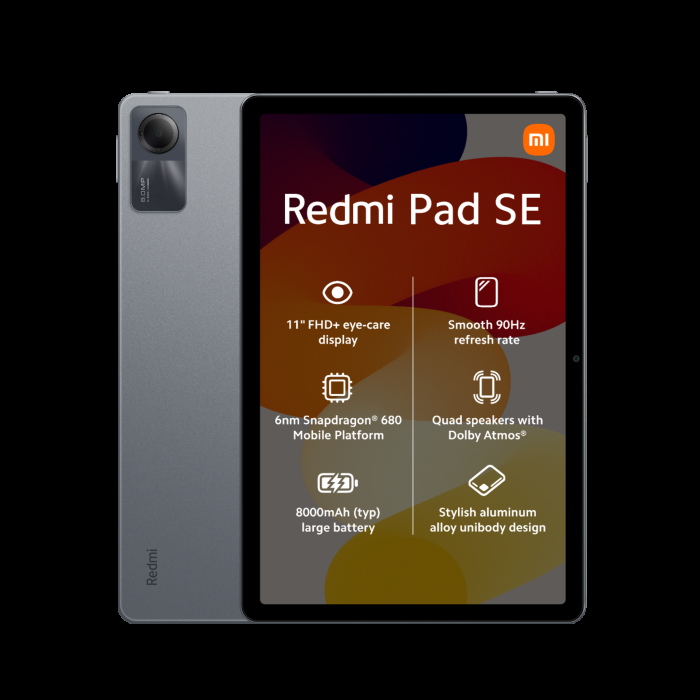 mi
Redmi Pad SE
11" FHD+ eye-care
display
Smooth 90Hz
refresh rate
6nm Snapdragon® 680
Mobile Platform
Quad speakers with
Dolby Atmos®
8000mAh (typ)
large battery
Stylish aluminum
alloy unibody design
8.0MP
Redmi